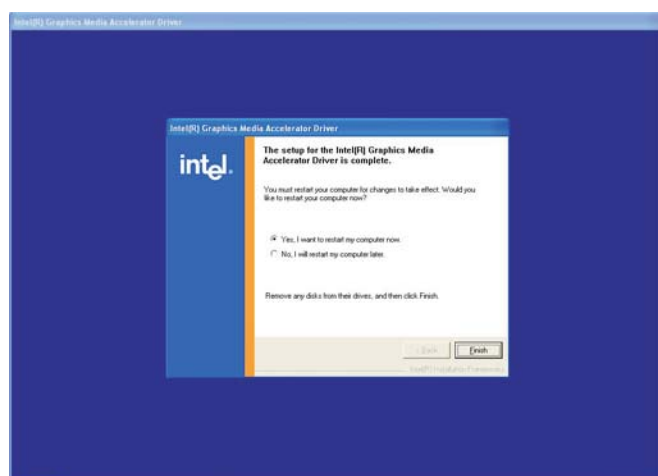 Intel(R) Graphics Media Accelerator Driver
Intel(R) Graphics Media Accelerator Driver
intel.
The setup for the Intel(R) Graphics Media
Accelerator Driver is complete.
You must restart your computer for changes to take effect. Would you
like to restart your computer now?
Yes, I want to restart my computer now.
No, I will restart my computer later.
Remove any disks from their drives, and then click Finish.
< Back
Finish
Intel(R) Installation Framework